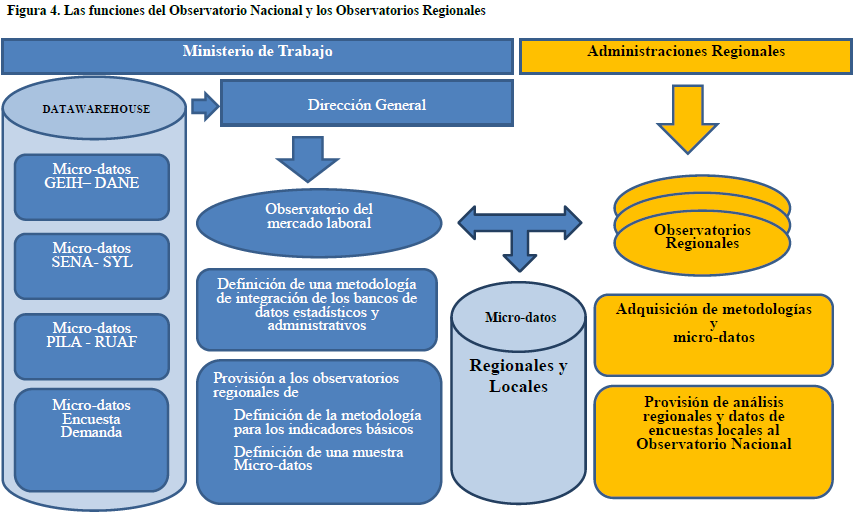 Figura 4. Las funciones del Observatorio Nacional y los Observatorios Regionales
Ministerio de Trabajo
Administraciones Regionales
DATAWAREHOUSE
Dirección General
Micro-datos
GEIH– DANE
Micro-datos
SENA- SYL
Micro-datos
PILA - RUAF
Micro-datos
Encuesta
Demanda
Observatorio del
mercado laboral
Definición de una metodología
de integración de los bancos de
datos estadísticos y
administrativos
Provisión a los observatorios
regionales de
Definición de la metodología
para los indicadores básicos
Definición de una muestra
Micro-datos
Micro-datos
Regionales y
Locales
Observatorios
Regionales
Adquisición de metodologías
y
micro-datos
Provisión de análisis
regionales y datos de
encuestas locales al
Observatorio Nacional